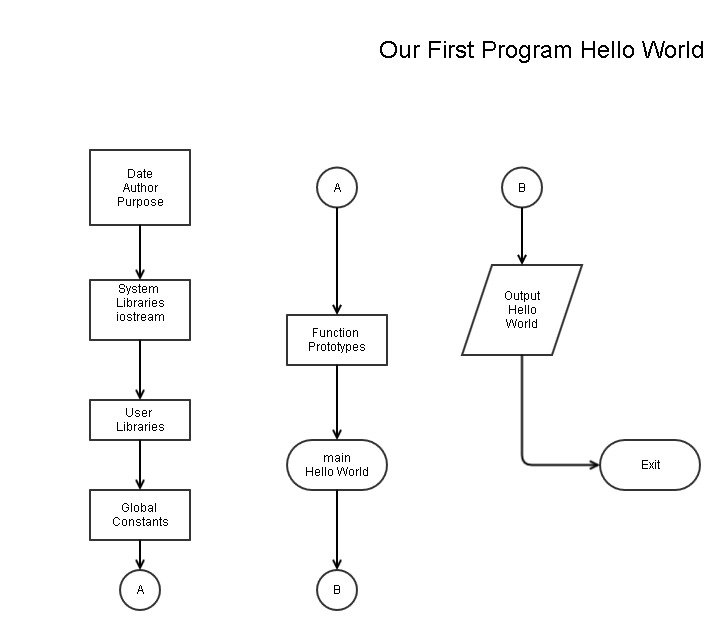 Our First Program Hello World
Date
Author
Purpose
System
Libraries
iostream
User
Libraries
Global
Constants
A
A
Function
Prototypes
main
Hello World
B
B
Output
Hello
World
Exit